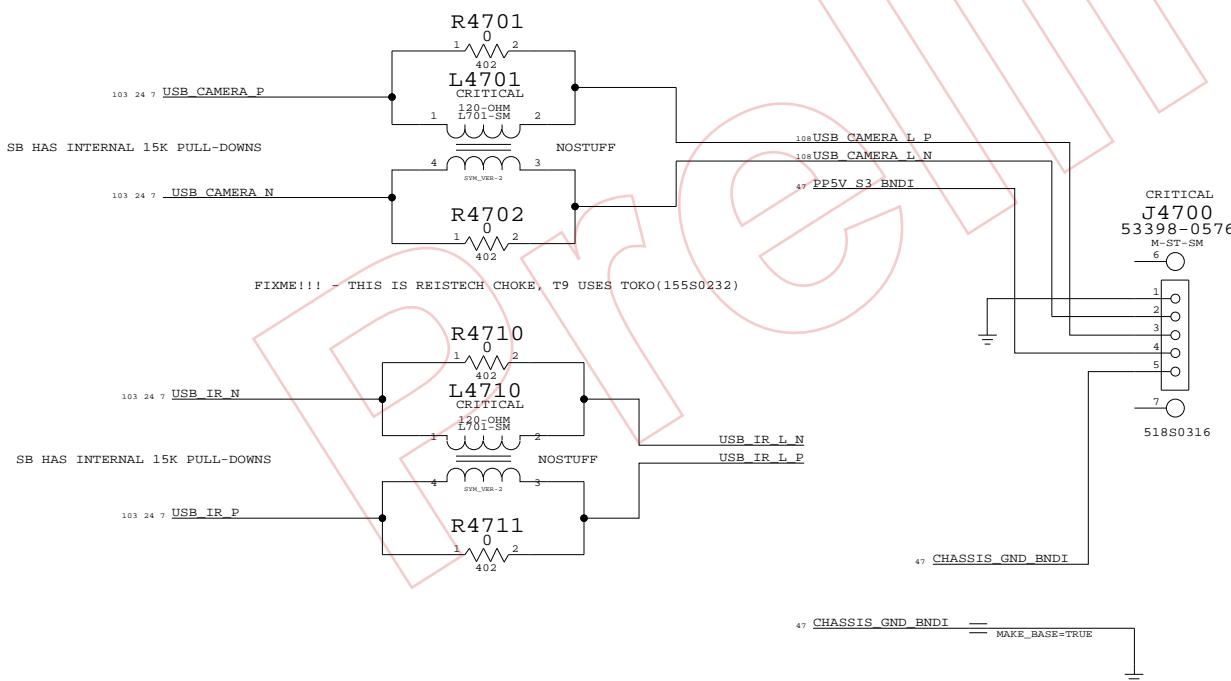 R4701
0
1 2
402
L4701
CRITICAL
120-OHM
L701-SM
1 2
103 24 7 USB_CAMERA_P
SB HAS INTERNAL 15K PULL-DOWNS
NOSTUFF
4 3
SYM_VER-2
103 24 7 USB_CAMERA_N
R4702
0
1 2
402
108 USB_CAMERA_L_P
108 USB_CAMERA_L_N
47 PP5V_S3_BNDI
CRITICAL
J4700
53398-0576
M-ST-SM
6
1
2
3
4
5
7
518S0316
FIXME!!! - THIS IS REISTECH CHOKE, T9 USES TOKO(155S0232)
R4710
0
1 2
402
L4710
CRITICAL
120-OHM
L701-SM
1 2
103 24 7 USB_IR_N
SB HAS INTERNAL 15K PULL-DOWNS
NOSTUFF
4 3
SYM_VER-2
103 24 7 USB_IR_P
R4711
0
1 2
402
USB_IR_L_N
USB_IR_L_P
47 CHASSIS_GND_BNDI
47 CHASSIS_GND_BNDI
MAKE_BASE=TRUE